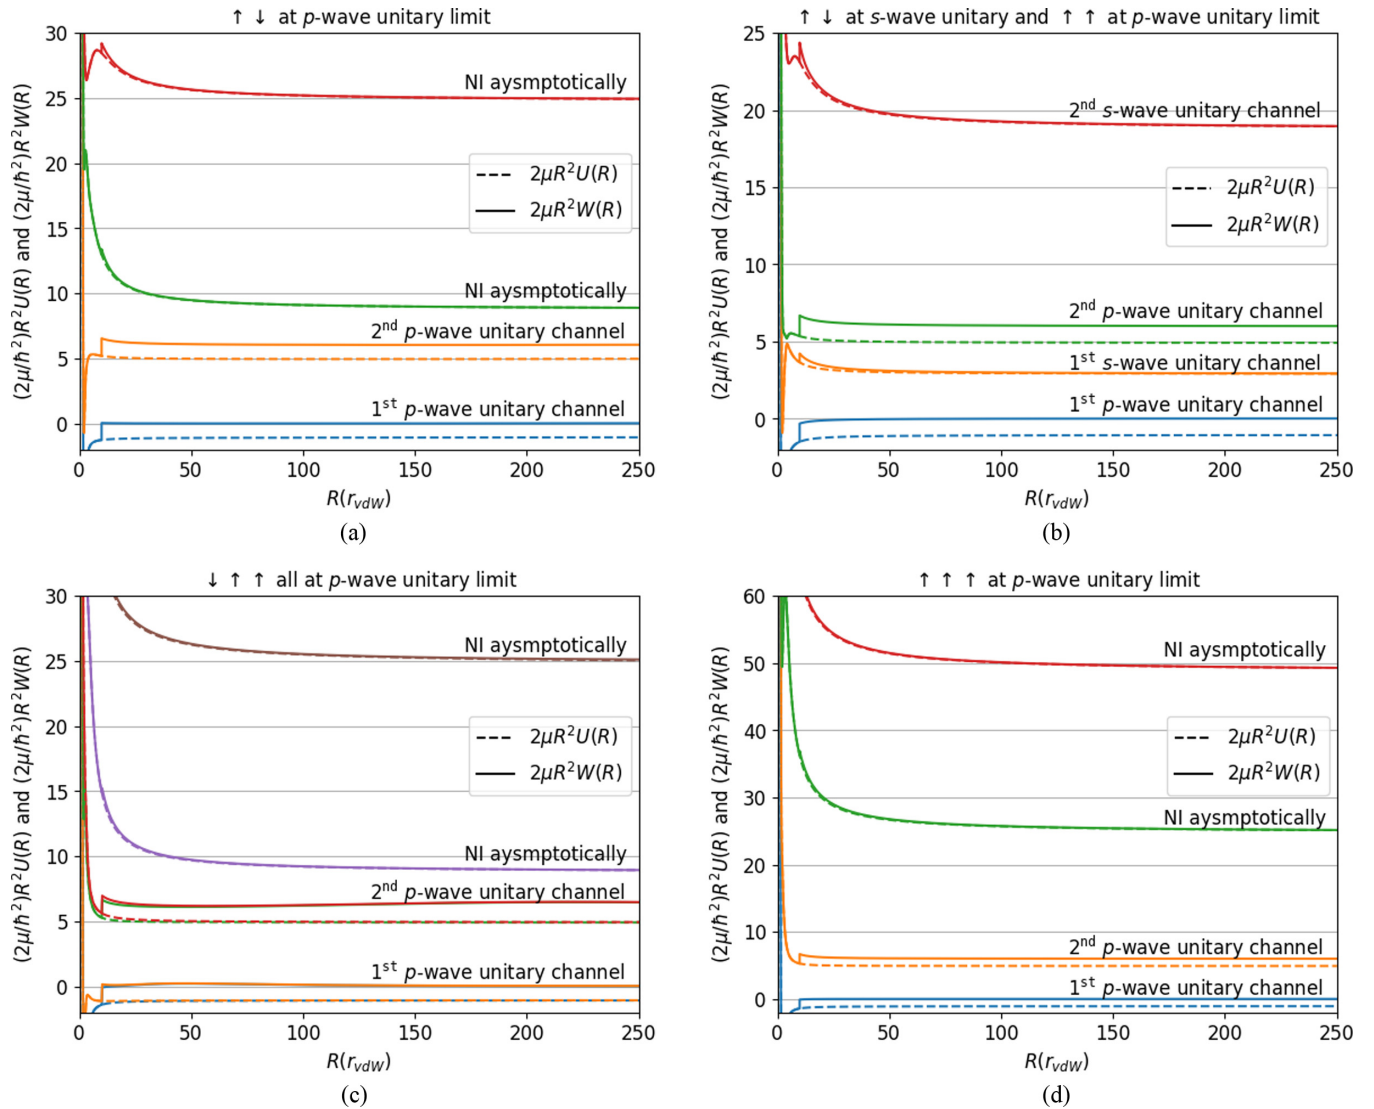 ↑ ↓ at p-wave unitary limit
(2μ/ħ²)R²U(R) and (2μ/ħ²)R²W(R)
30
25
20
15
10
5
0
NI aysmptotically
2μR²U(R)
2μR²W(R)
NI aysmptotically
2nd p-wave unitary channel
1st p-wave unitary channel
0 50 100 150 200 250
R(r_vdW)
(a)
↑ ↓ at s-wave unitary and ↑ ↑ at p-wave unitary limit
(2μ/ħ²)R²U(R) and (2μ/ħ²)R²W(R)
25
20
15
10
5
0
2nd s-wave unitary channel
2μR²U(R)
2μR²W(R)
2nd p-wave unitary channel
1st s-wave unitary channel
1st p-wave unitary channel
0 50 100 150 200 250
R(r_vdW)
(b)
↓ ↑ ↑ all at p-wave unitary limit
(2μ/ħ²)R²U(R) and (2μ/ħ²)R²W(R)
30
25
20
15
10
5
0
NI aysmptotically
2μR²U(R)
2μR²W(R)
NI aysmptotically
2nd p-wave unitary channel
1st p-wave unitary channel
0 50 100 150 200 250
R(r_vdW)
(c)
↑ ↑ ↑ at p-wave unitary limit
(2μ/ħ²)R²U(R) and (2μ/ħ²)R²W(R)
60
50
40
30
20
10
0
NI aysmptotically
2μR²U(R)
2μR²W(R)
NI aysmptotically
2nd p-wave unitary channel
1st p-wave unitary channel
0 50 100 150 200 250
R(r_vdW)
(d)